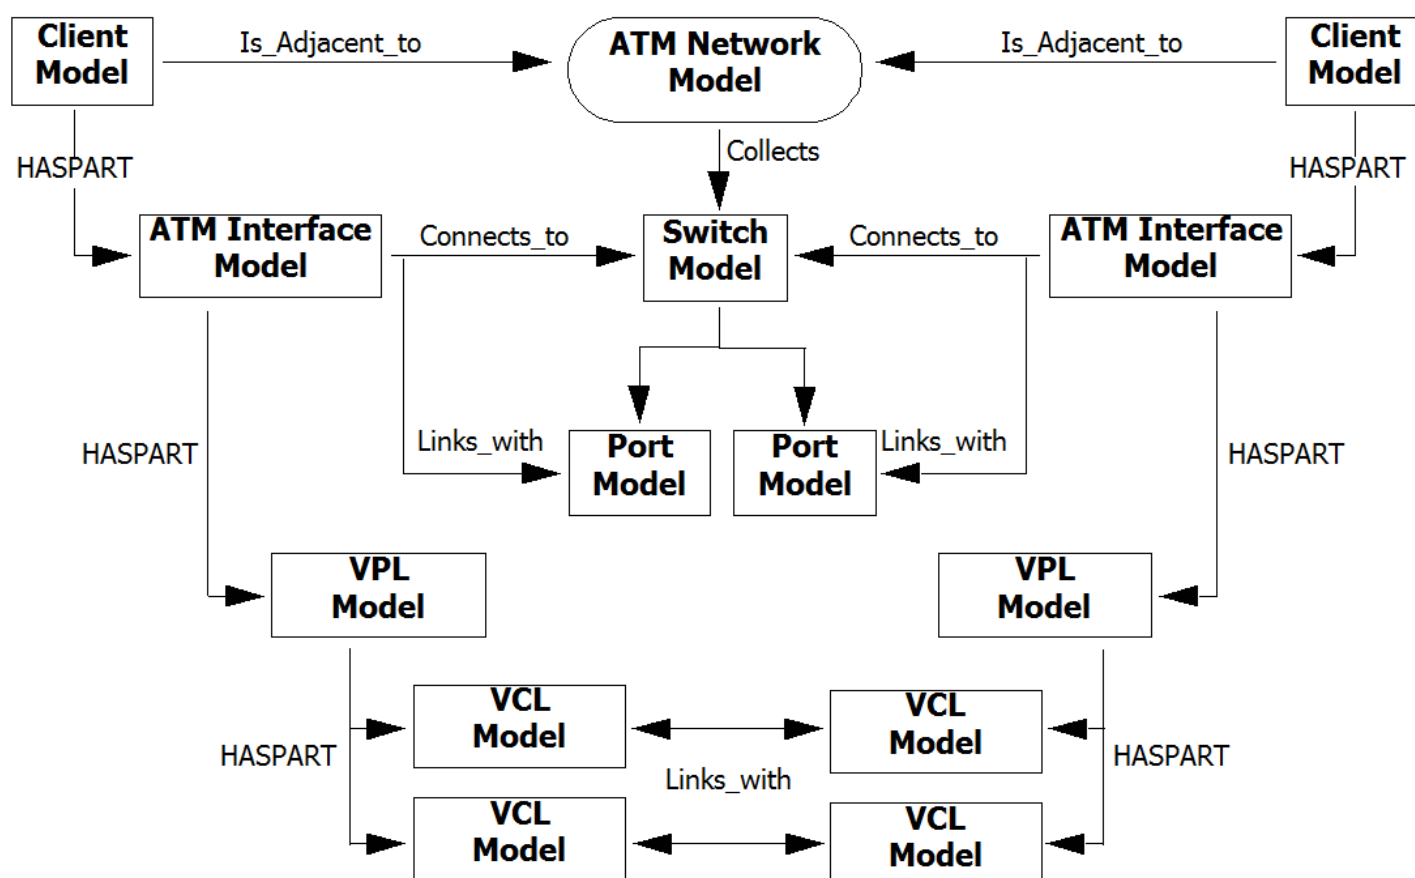 Client
Model
Is_Adjacent_to
ATM Network
Model
Is_Adjacent_to
Client
Model
HASPART
Collects
HASPART
ATM Interface
Model
Connects_to
Switch
Model
Connects_to
ATM Interface
Model
HASPART
Links_with
Port
Model
Port
Model
Links_with
HASPART
VPL
Model
VPL
Model
HASPART
VCL
Model
VCL
Model
HASPART
Links_with
VCL
Model
VCL
Model